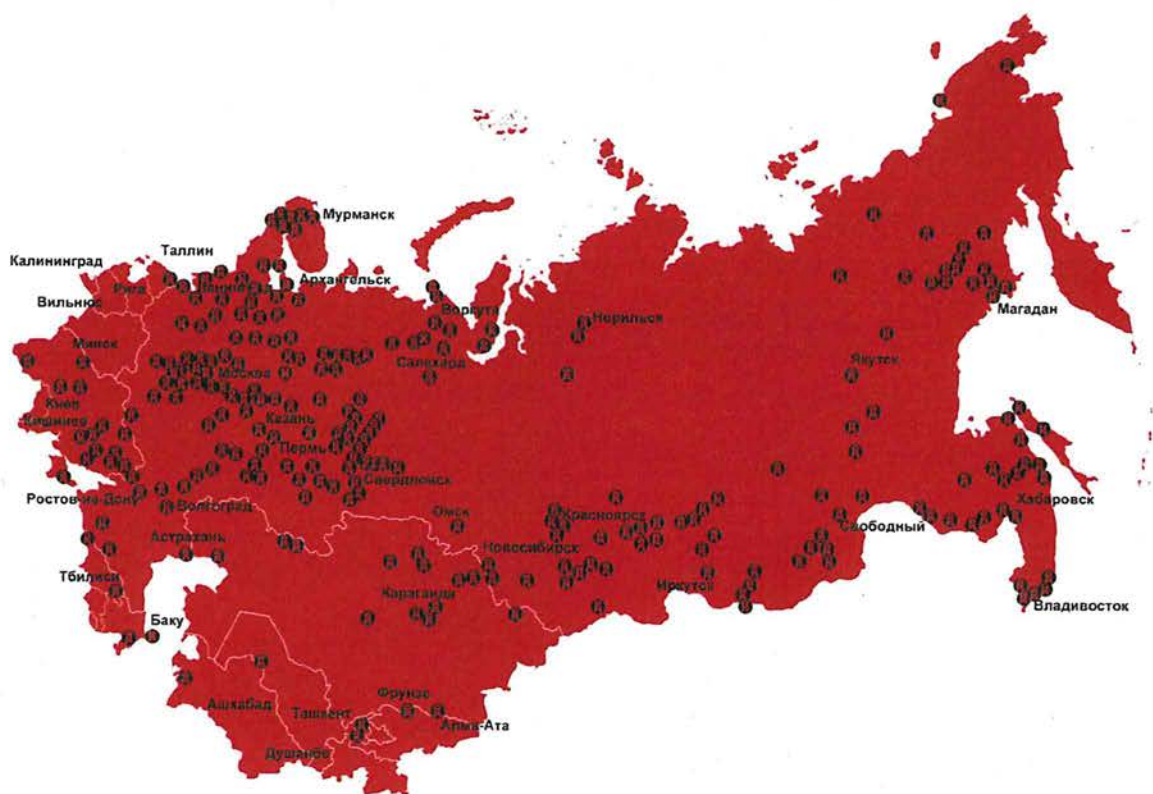 Мурманск
Таллин
Калининград
Архангельск
Рига
Вильнюс
Воркута
Норильск
Магадан
Минск
Салехард
Якутск
Москва
Киев
Кишинев
Казань
Пермь
Свердловск
Ростов-на-Дону
Волгоград
Омск
Красноярск
Хабаровск
Свободный
Астрахань
Новосибирск
Тбилиси
Караганда
Иркутск
Владивосток
Баку
Фрунзе
Ашхабад
Ташкент
Алма-Ата
Душанбе